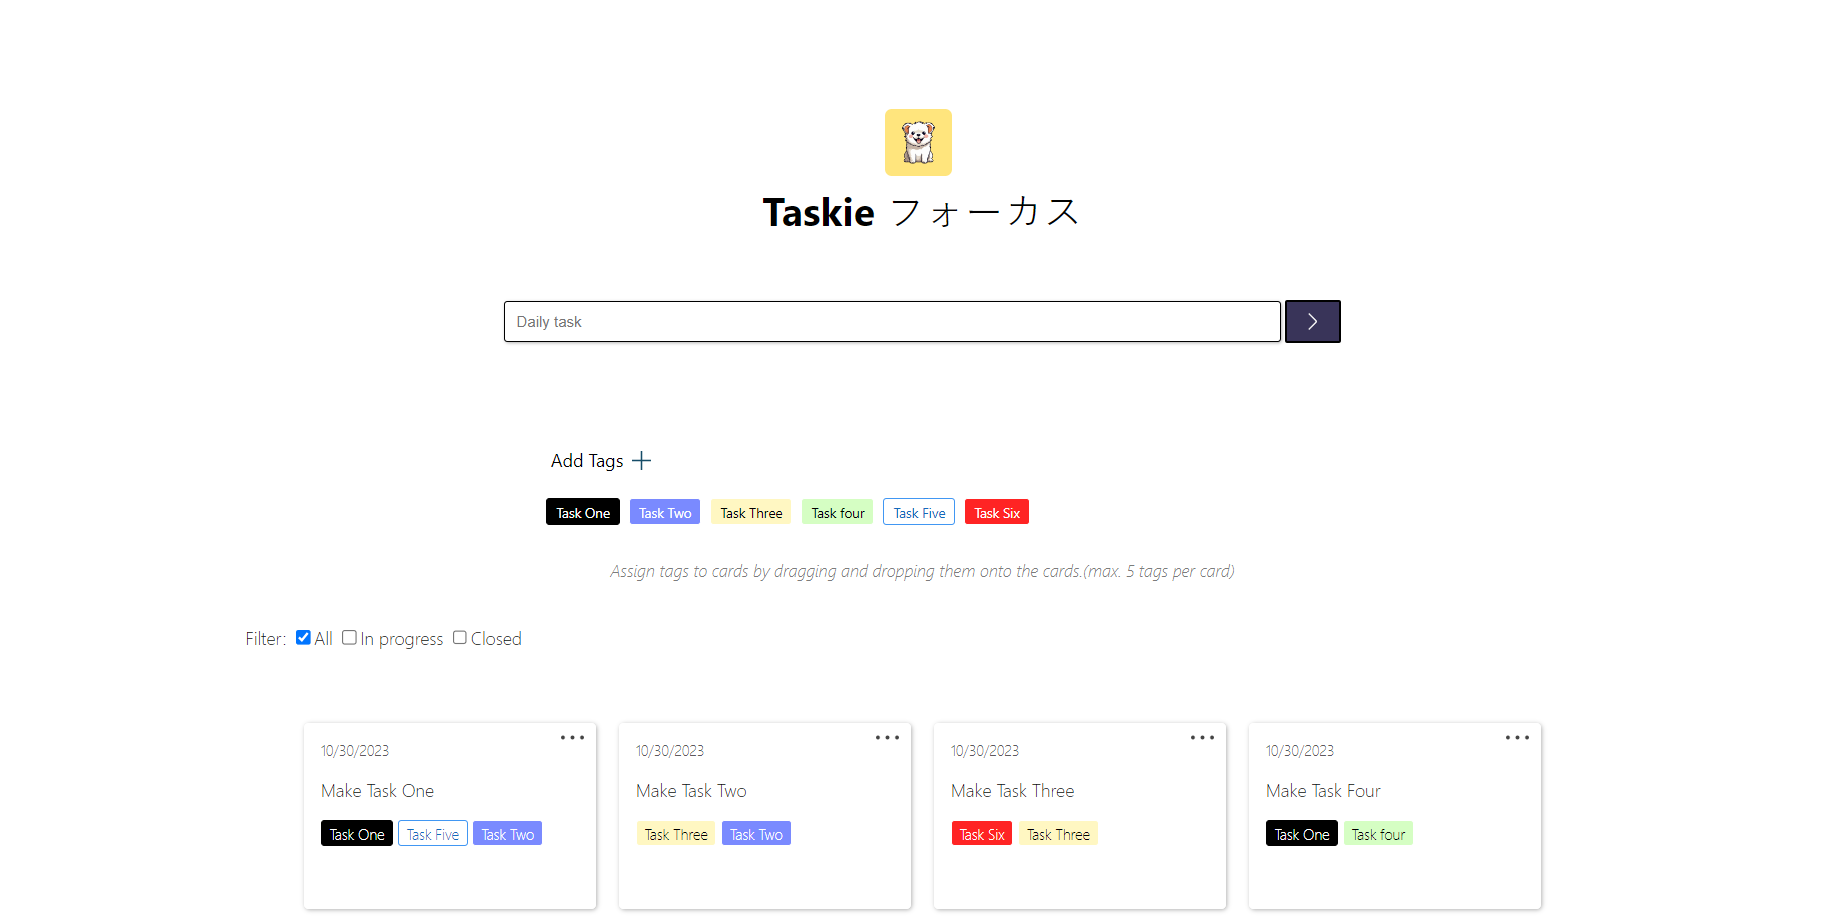 Taskie フォーカス
Daily task
Add Tags
Task One Task Two Task Three Task four Task Five Task Six
Assign tags to cards by dragging and dropping them onto the cards.(max. 5 tags per card)
Filter: All In progress Closed
10/30/2023
Make Task One
Task One Task Five Task Two
10/30/2023
Make Task Two
Task Three Task Two
10/30/2023
Make Task Three
Task Six Task Three
10/30/2023
Make Task Four
Task One Task four